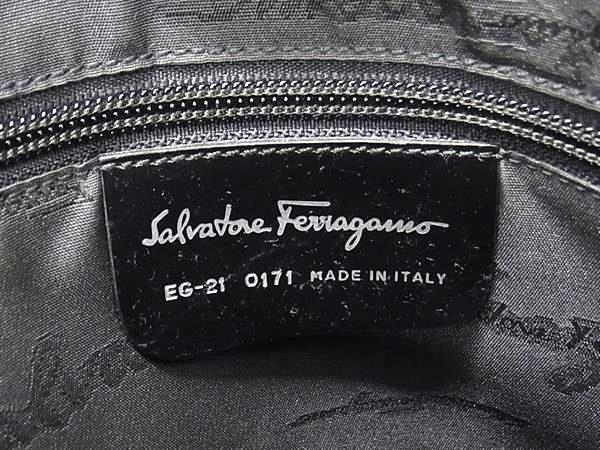 Salvatore Ferragamo
EG-21 0171 MADE IN ITALY